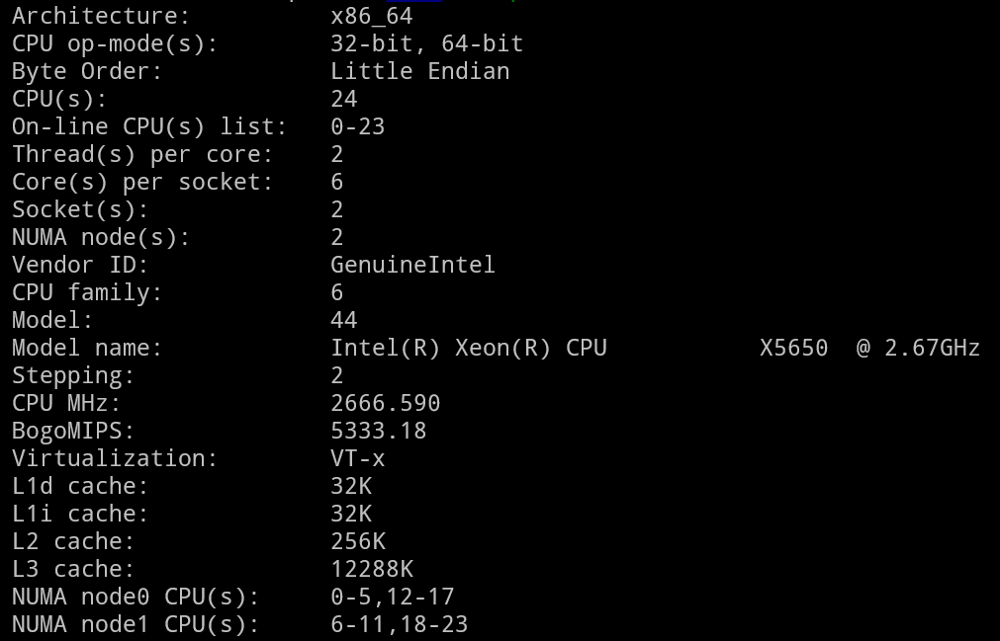 Architecture: x86_64
CPU op-mode(s): 32-bit, 64-bit
Byte Order: Little Endian
CPU(s): 24
On-line CPU(s) list: 0-23
Thread(s) per core: 2
Core(s) per socket: 6
Socket(s): 2
NUMA node(s): 2
Vendor ID: GenuineIntel
CPU family: 6
Model: 44
Model name: Intel(R) Xeon(R) CPU           X5650  @ 2.67GHz
Stepping: 2
CPU MHz: 2666.590
BogoMIPS: 5333.18
Virtualization: VT-x
L1d cache: 32K
L1i cache: 32K
L2 cache: 256K
L3 cache: 12288K
NUMA node0 CPU(s): 0-5,12-17
NUMA node1 CPU(s): 6-11,18-23